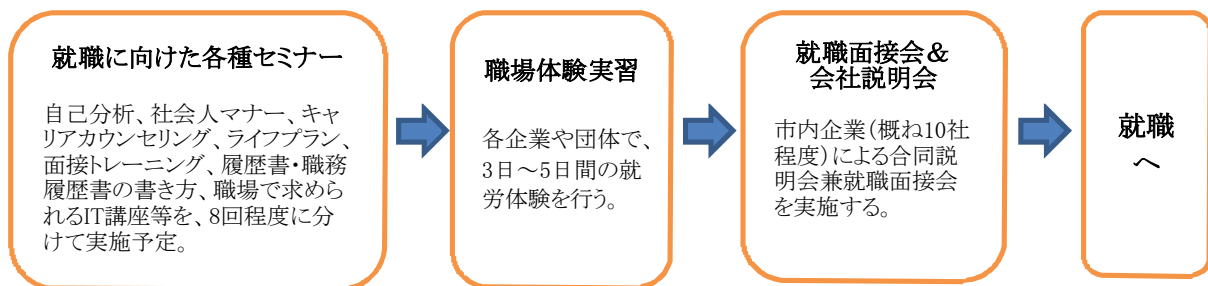 就職に向けた各種セミナー
自己分析、社会人マナー、キャ
リアカウンセリング、ライフプラン、
面接トレーニング、履歴書・職務
履歴書の書き方、職場で求めら
れるIT講座等を、8回程度に分
けて実施予定。
職場体験実習
各企業や団体で、
3日～5日間の就
労体験を行う。
就職面接会＆
会社説明会
市内企業（概ね10社
程度）による合同説
明会兼就職面接会
を実施する。
就職
へ